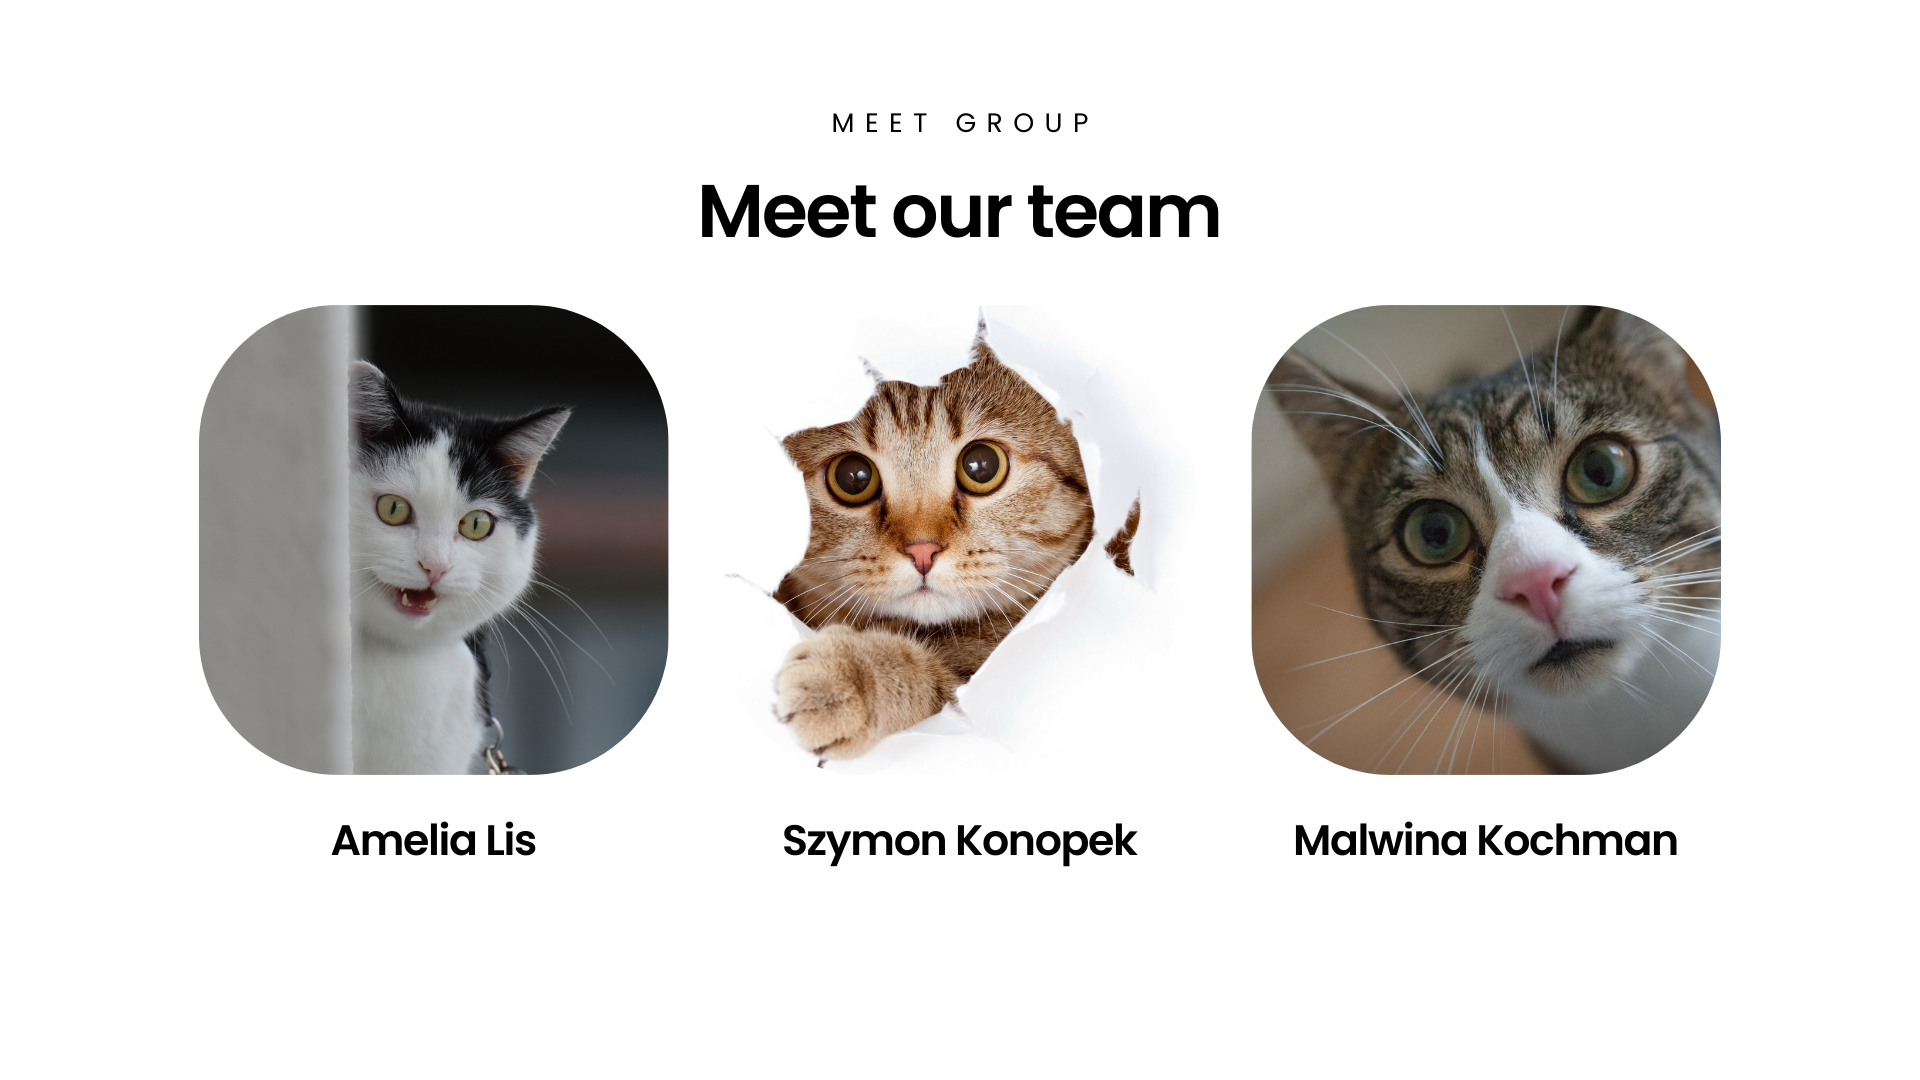 MEET GROUP
Meet our team
Amelia Lis
Szymon Konopek
Malwina Kochman